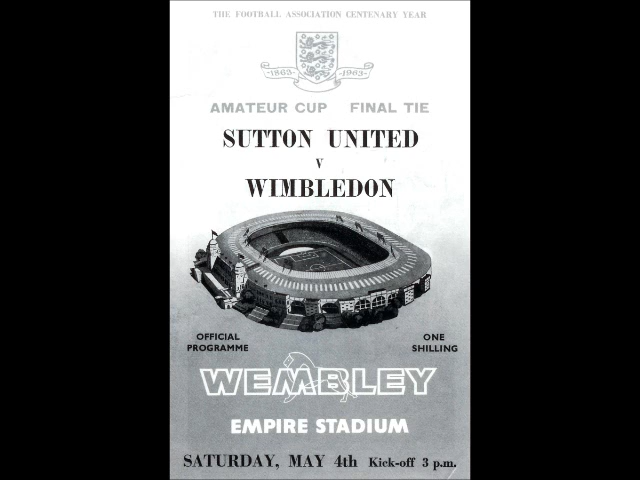 THE FOOTBALL ASSOCIATION CENTENARY YEAR
1863 1963
AMATEUR CUP FINAL TIE
SUTTON UNITED
v
WIMBLEDON
OFFICIAL PROGRAMME
ONE SHILLING
WEMBLEY
EMPIRE STADIUM
SATURDAY, MAY 4th Kick-off 3 p.m.